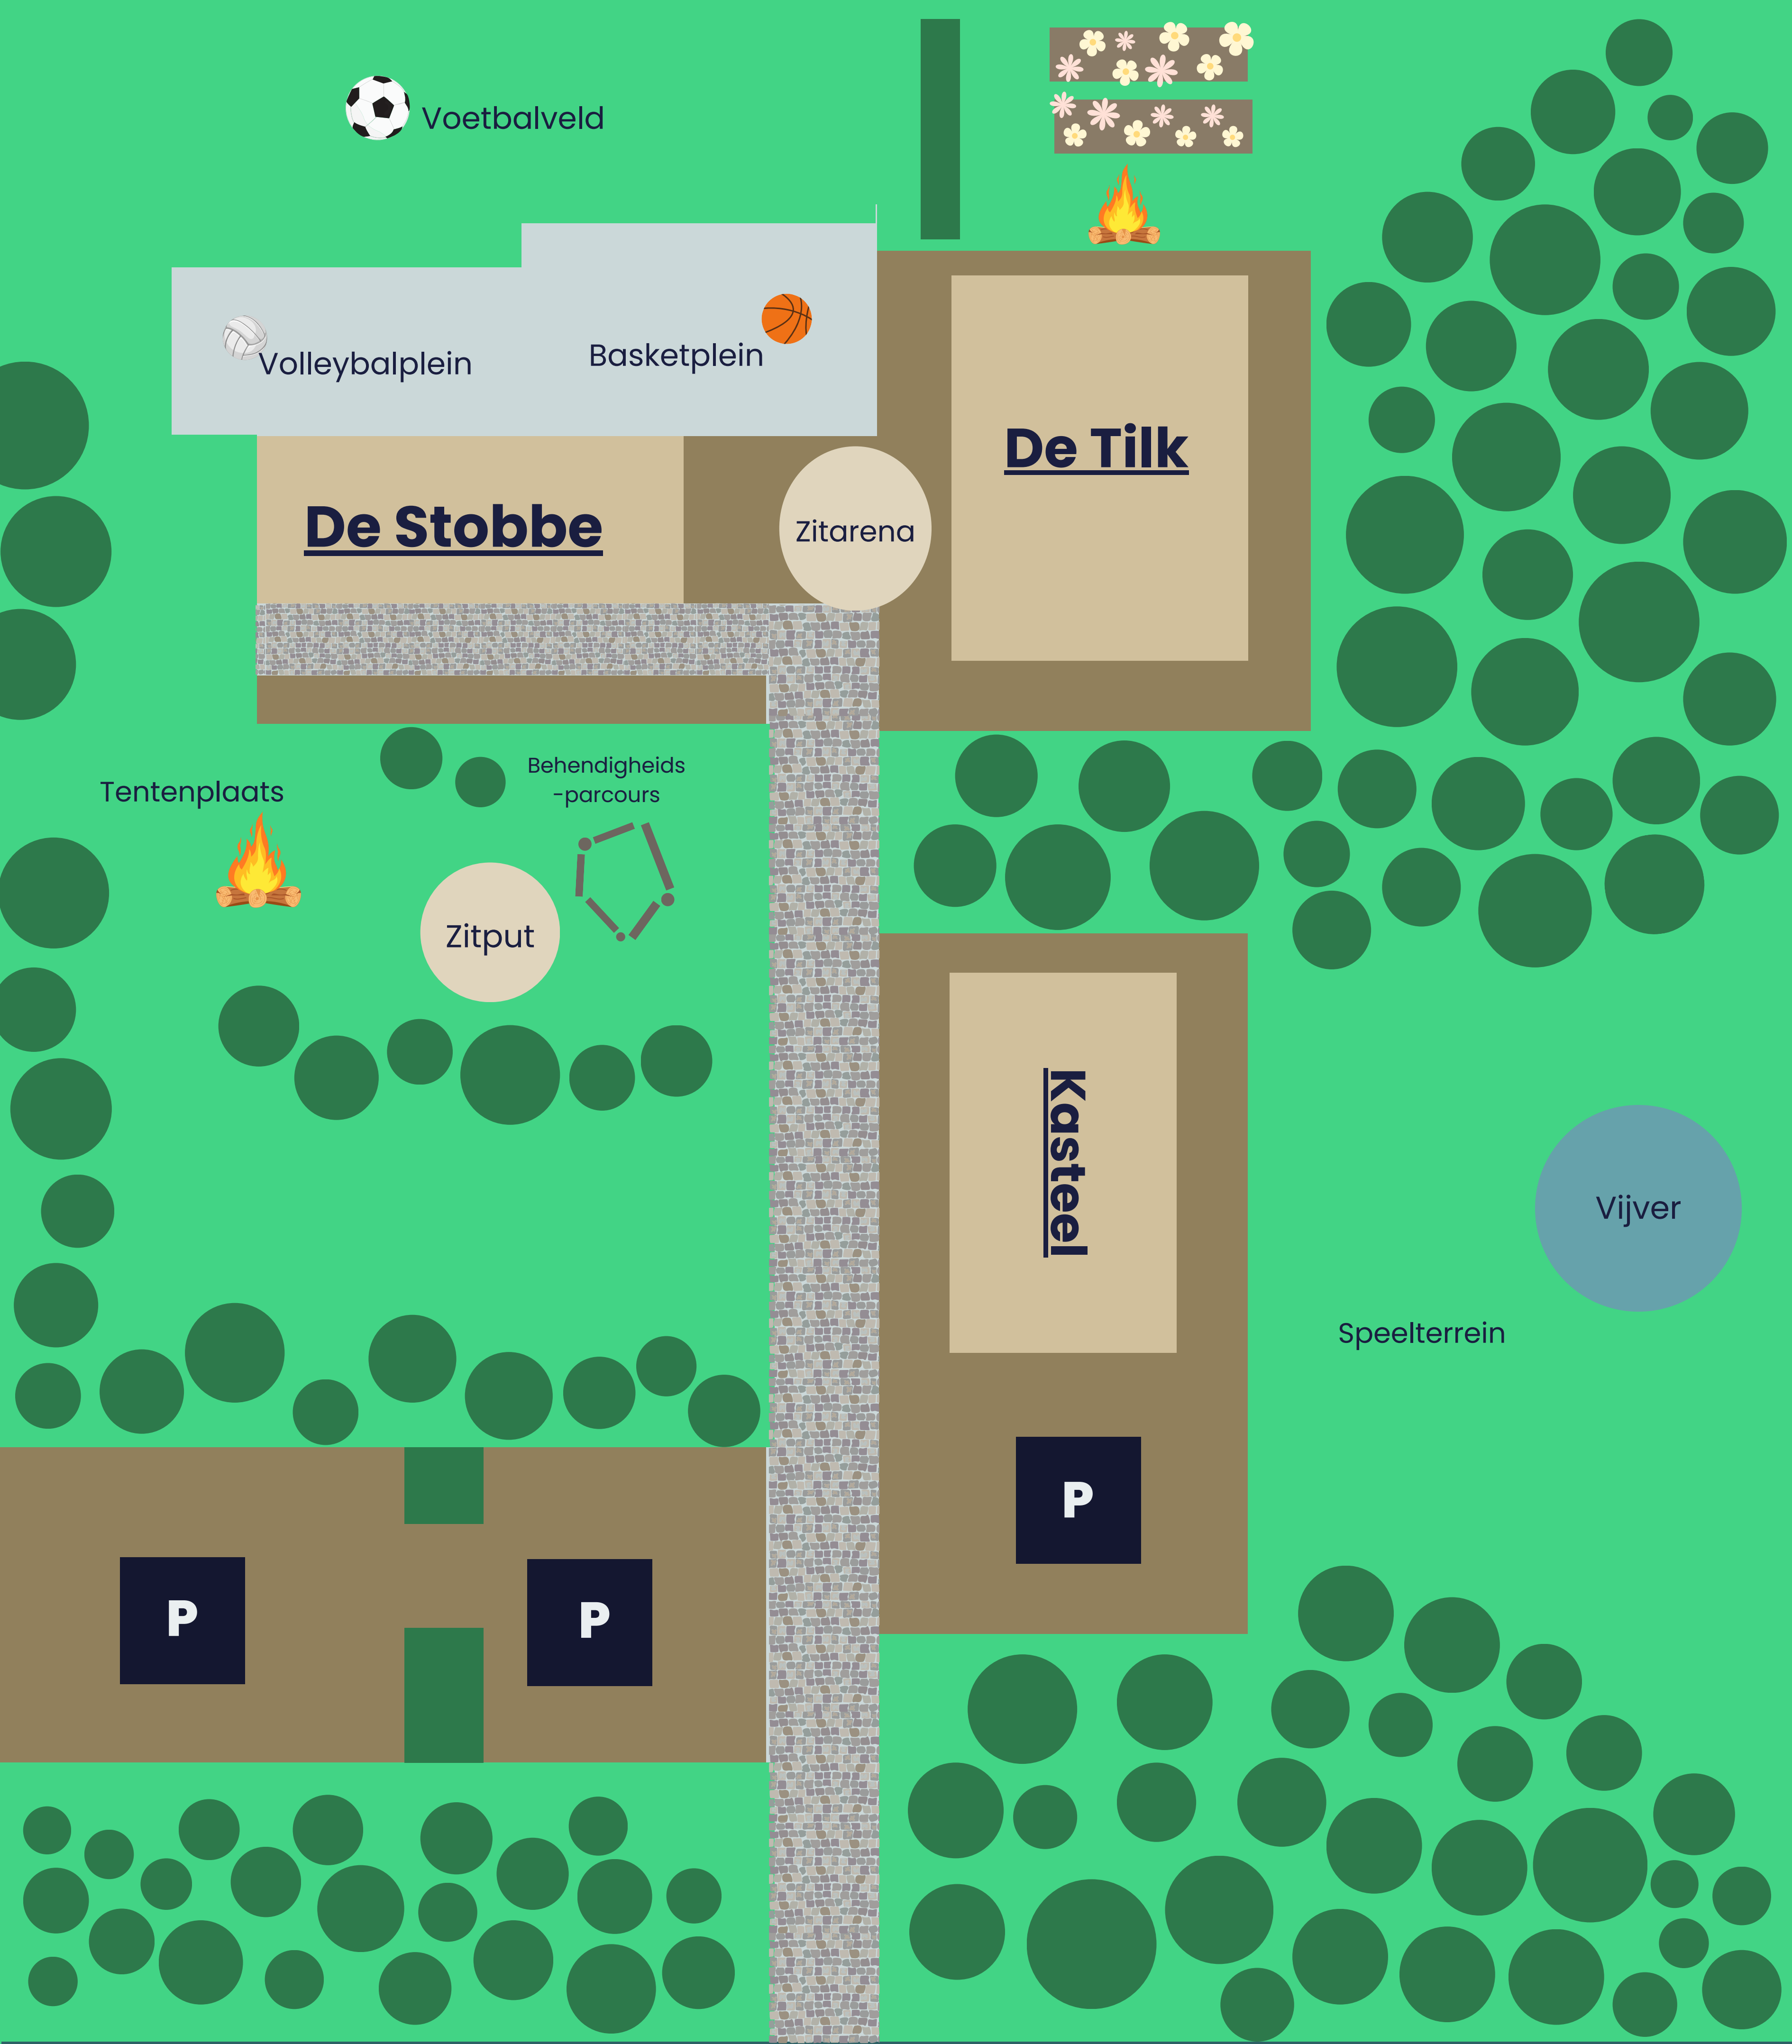 Voetbalveld
Volleybalplein
Basketplein
De Tilk
De Stobbe
Zitarena
Behendigheids
-parcours
Tentenplaats
Zitput
Kasteel
Vijver
Speelterrein
P
P
P